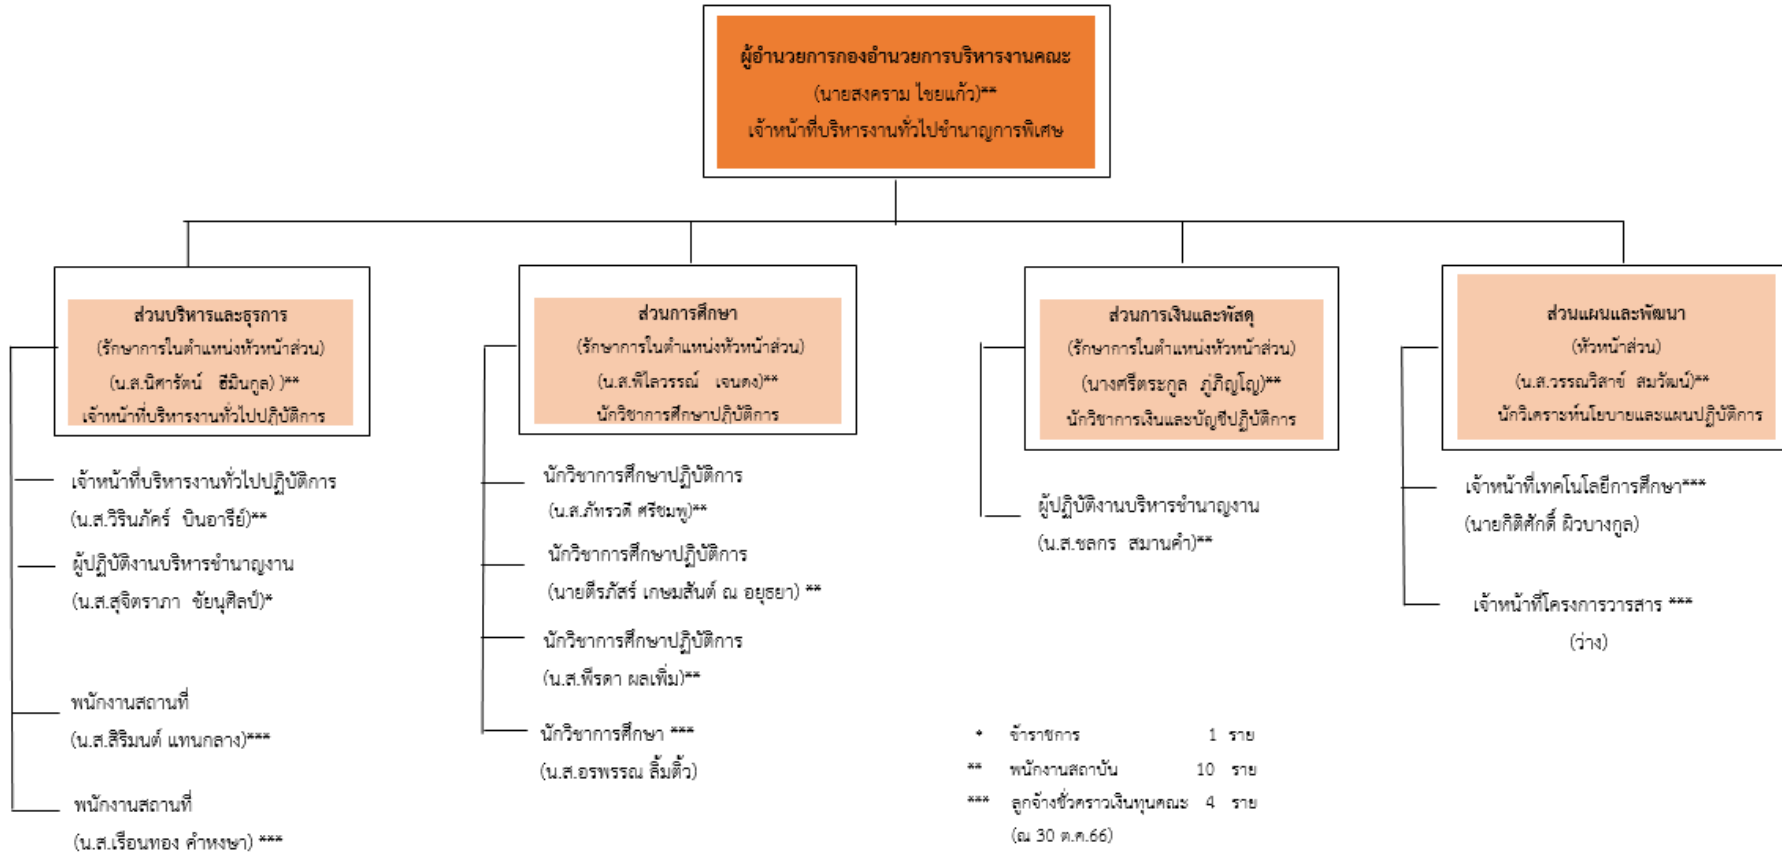 ผู้อำนวยการกองอำนวยการบริหารงานคณะ
(นายสงคราม ไชยแก้ว)**
เจ้าหน้าที่บริหารงานทั่วไปชำนาญการพิเศษ
ส่วนบริหารและธุรการ
(รักษาการในตำแหน่งหัวหน้าส่วน)
(น.ส.นิศารัตน์ ฮีมินกูล) )**
เจ้าหน้าที่บริหารงานทั่วไปปฏิบัติการ
เจ้าหน้าที่บริหารงานทั่วไปปฏิบัติการ
(น.ส.วิรินภัคร์ บินอารีย์)**
ผู้ปฏิบัติงานบริหารชำนาญงาน
(น.ส.สุจิตราภา ชัยนุศิลป์)*
พนักงานสถานที่
(น.ส.สิริมนต์ แทนกลาง)***
พนักงานสถานที่
(น.ส.เรือนทอง คำหงษา) ***
ส่วนการศึกษา
(รักษาการในตำแหน่งหัวหน้าส่วน)
(น.ส.พิไลวรรณ์ เจนดง)**
นักวิชาการศึกษาปฏิบัติการ
นักวิชาการศึกษาปฏิบัติการ
(น.ส.ภัทรวดี ศรีชมพู)**
นักวิชาการศึกษาปฏิบัติการ
(นายตีรภัสร์ เกษมสันต์ ณ อยุธยา) **
นักวิชาการศึกษาปฏิบัติการ
(น.ส.พีรดา ผลเพิ่ม)**
นักวิชาการศึกษา ***
(น.ส.อรพรรณ ลิ้มติ้ว)
ส่วนการเงินและพัสดุ
(รักษาการในตำแหน่งหัวหน้าส่วน)
(นางศรีตระกูล ภู่ภิญโญ)**
นักวิชาการเงินและบัญชีปฏิบัติการ
ผู้ปฏิบัติงานบริหารชำนาญงาน
(น.ส.ชลกร สมานคำ)**
ส่วนแผนและพัฒนา
(หัวหน้าส่วน)
(น.ส.วรรณวิสาข์ สมวัฒน์)**
นักวิเคราะห์นโยบายและแผนปฏิบัติการ
เจ้าหน้าที่เทคโนโลยีการศึกษา***
(นายกิติศักดิ์ ผิวบางกูล)
เจ้าหน้าที่โครงการวารสาร ***
(ว่าง)
* ข้าราชการ 1 ราย
** พนักงานสถาบัน 10 ราย
*** ลูกจ้างชั่วคราวเงินทุนคณะ 4 ราย
(ณ 30 ต.ค.66)